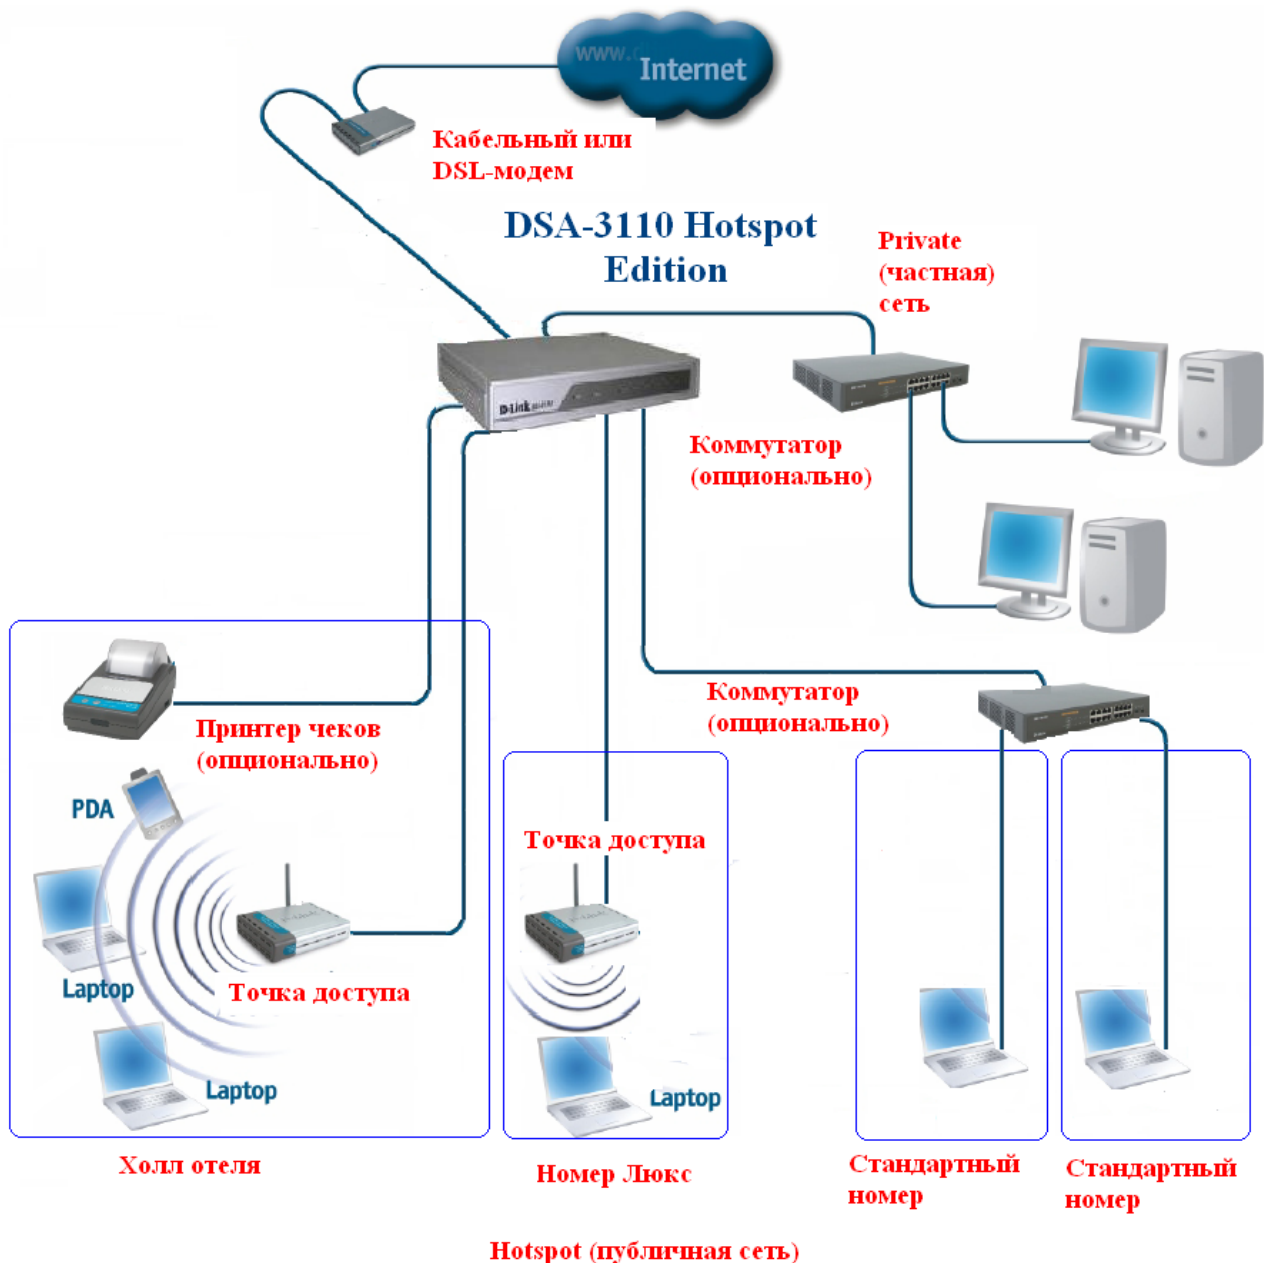 Internet
Кабельный или
DSL-модем
DSA-3110 Hotspot
Edition
Private
(частная)
сеть
D-Link
Коммутатор
(опционально)
Коммутатор
(опционально)
Принтер чеков
(опционально)
PDA
Точка доступа
Laptop
Точка доступа
Laptop
Laptop
Холл отеля
Номер Люкс
Стандартный
номер
Стандартный
номер
Hotspot (публичная сеть)